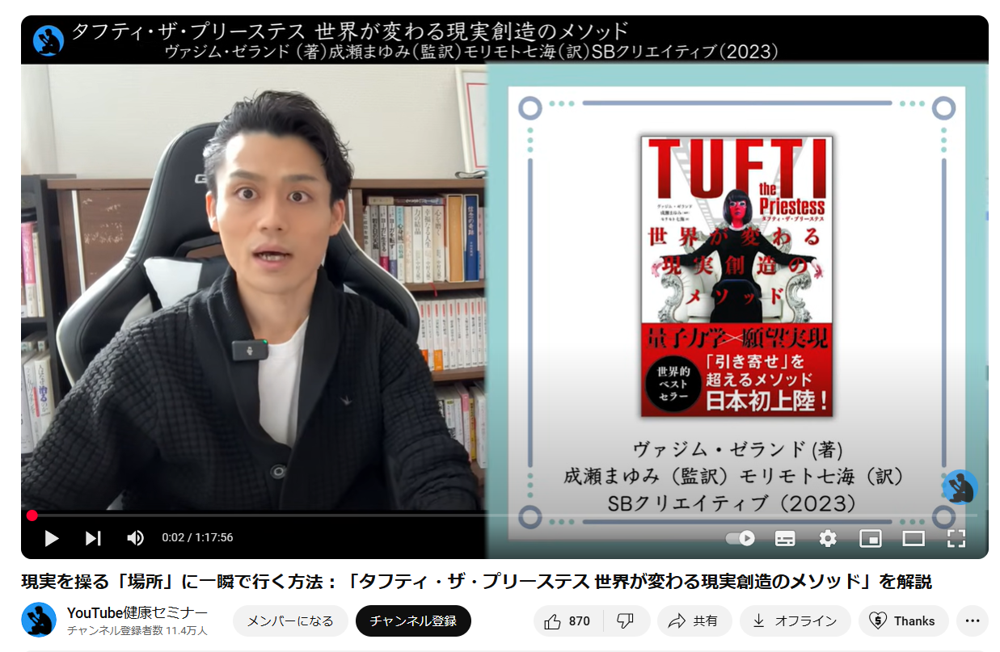 タフティ・ザ・プリーステス 世界が変わる現実創造のメソッド
ヴァジム・ゼランド (著)成瀬まゆみ(監訳)モリモト七海(訳)SBクリエイティブ(2023)
TUFTI
the
Priestess
タフティ・ザ・プリーステス
ヴァジム・ゼランド
成瀬まゆみ
モリモト七海
世界が変わる
現実創造の
メソッド
量子力学×願望実現
世界的
ベスト
セラー
「引き寄せ」を
超えるメソッド
日本初上陸!
ヴァジム・ゼランド (著)
成瀬まゆみ(監訳)モリモト七海(訳)
SBクリエイティブ(2023)
0:02 / 1:17:56
現実を操る「場所」に一瞬で行く方法:「タフティ・ザ・プリーステス 世界が変わる現実創造のメソッド」を解説
YouTube健康セミナー
チャンネル登録者数 11.4万人
メンバーになる
チャンネル登録
870
共有
オフライン
Thanks